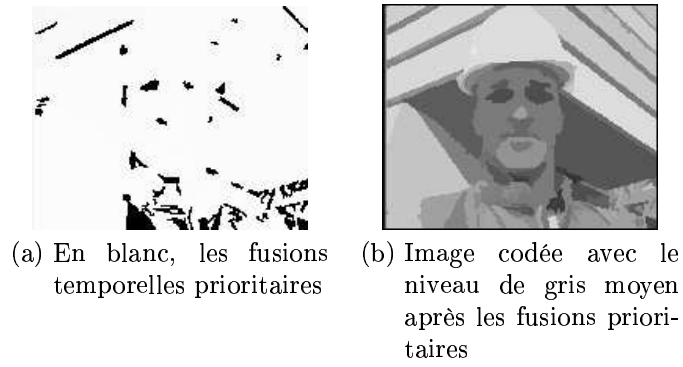 (a) En blanc, les fusions
temporelles prioritaires
(b) Image codée avec le
niveau de gris moyen
après les fusions priori-
taires